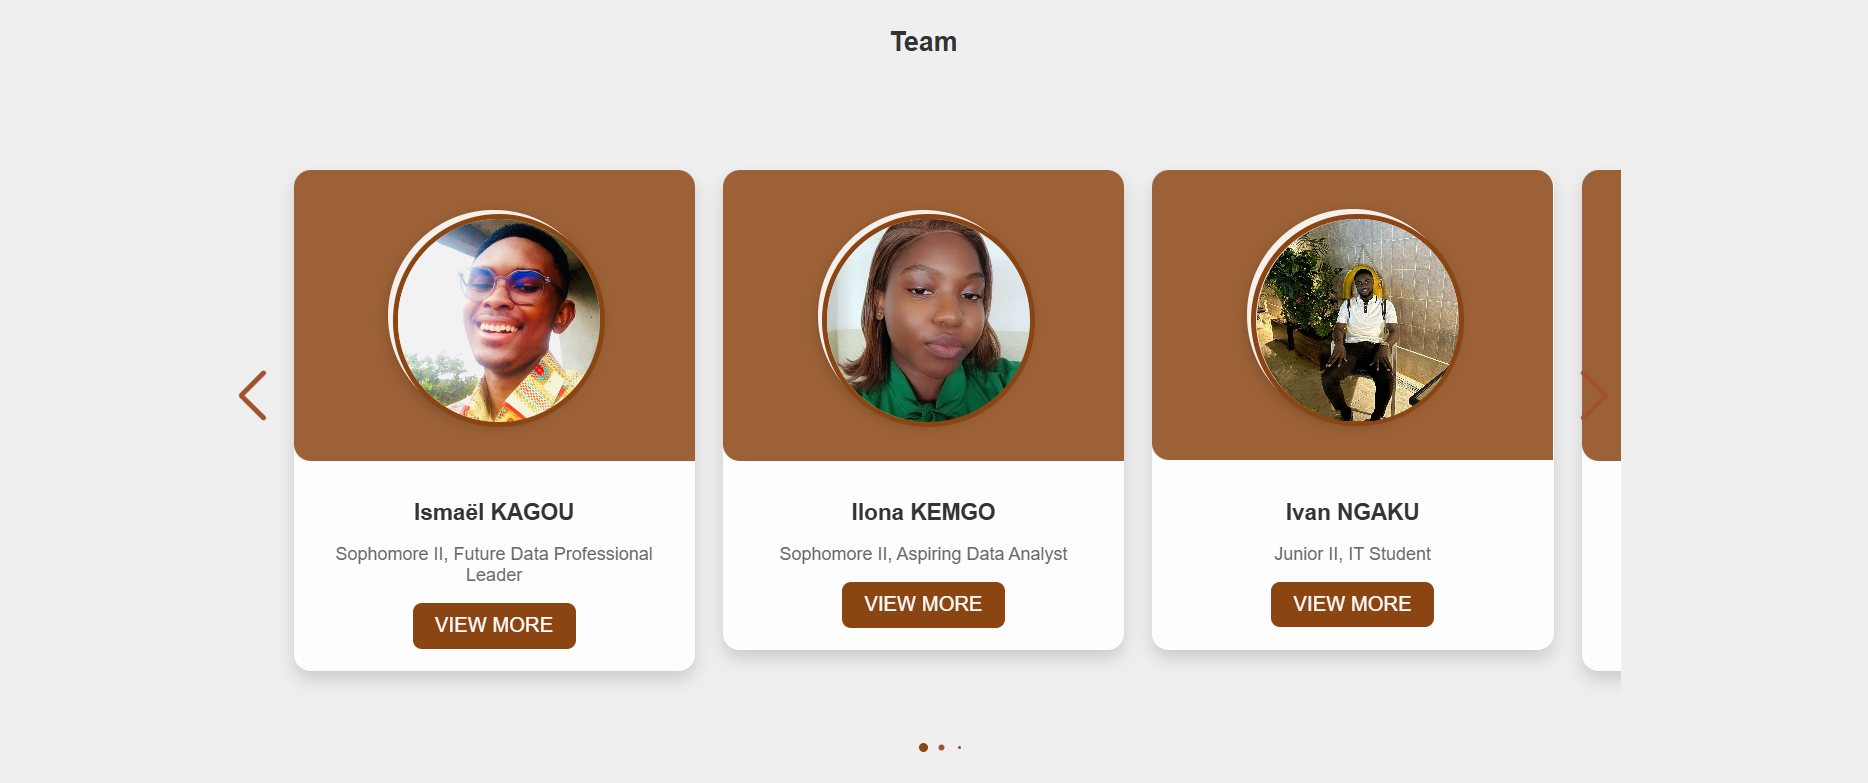 Team
Ismaël KAGOU
Sophomore II, Future Data Professional
Leader
VIEW MORE
Ilona KEMGO
Sophomore II, Aspiring Data Analyst
VIEW MORE
Ivan NGAKU
Junior II, IT Student
VIEW MORE